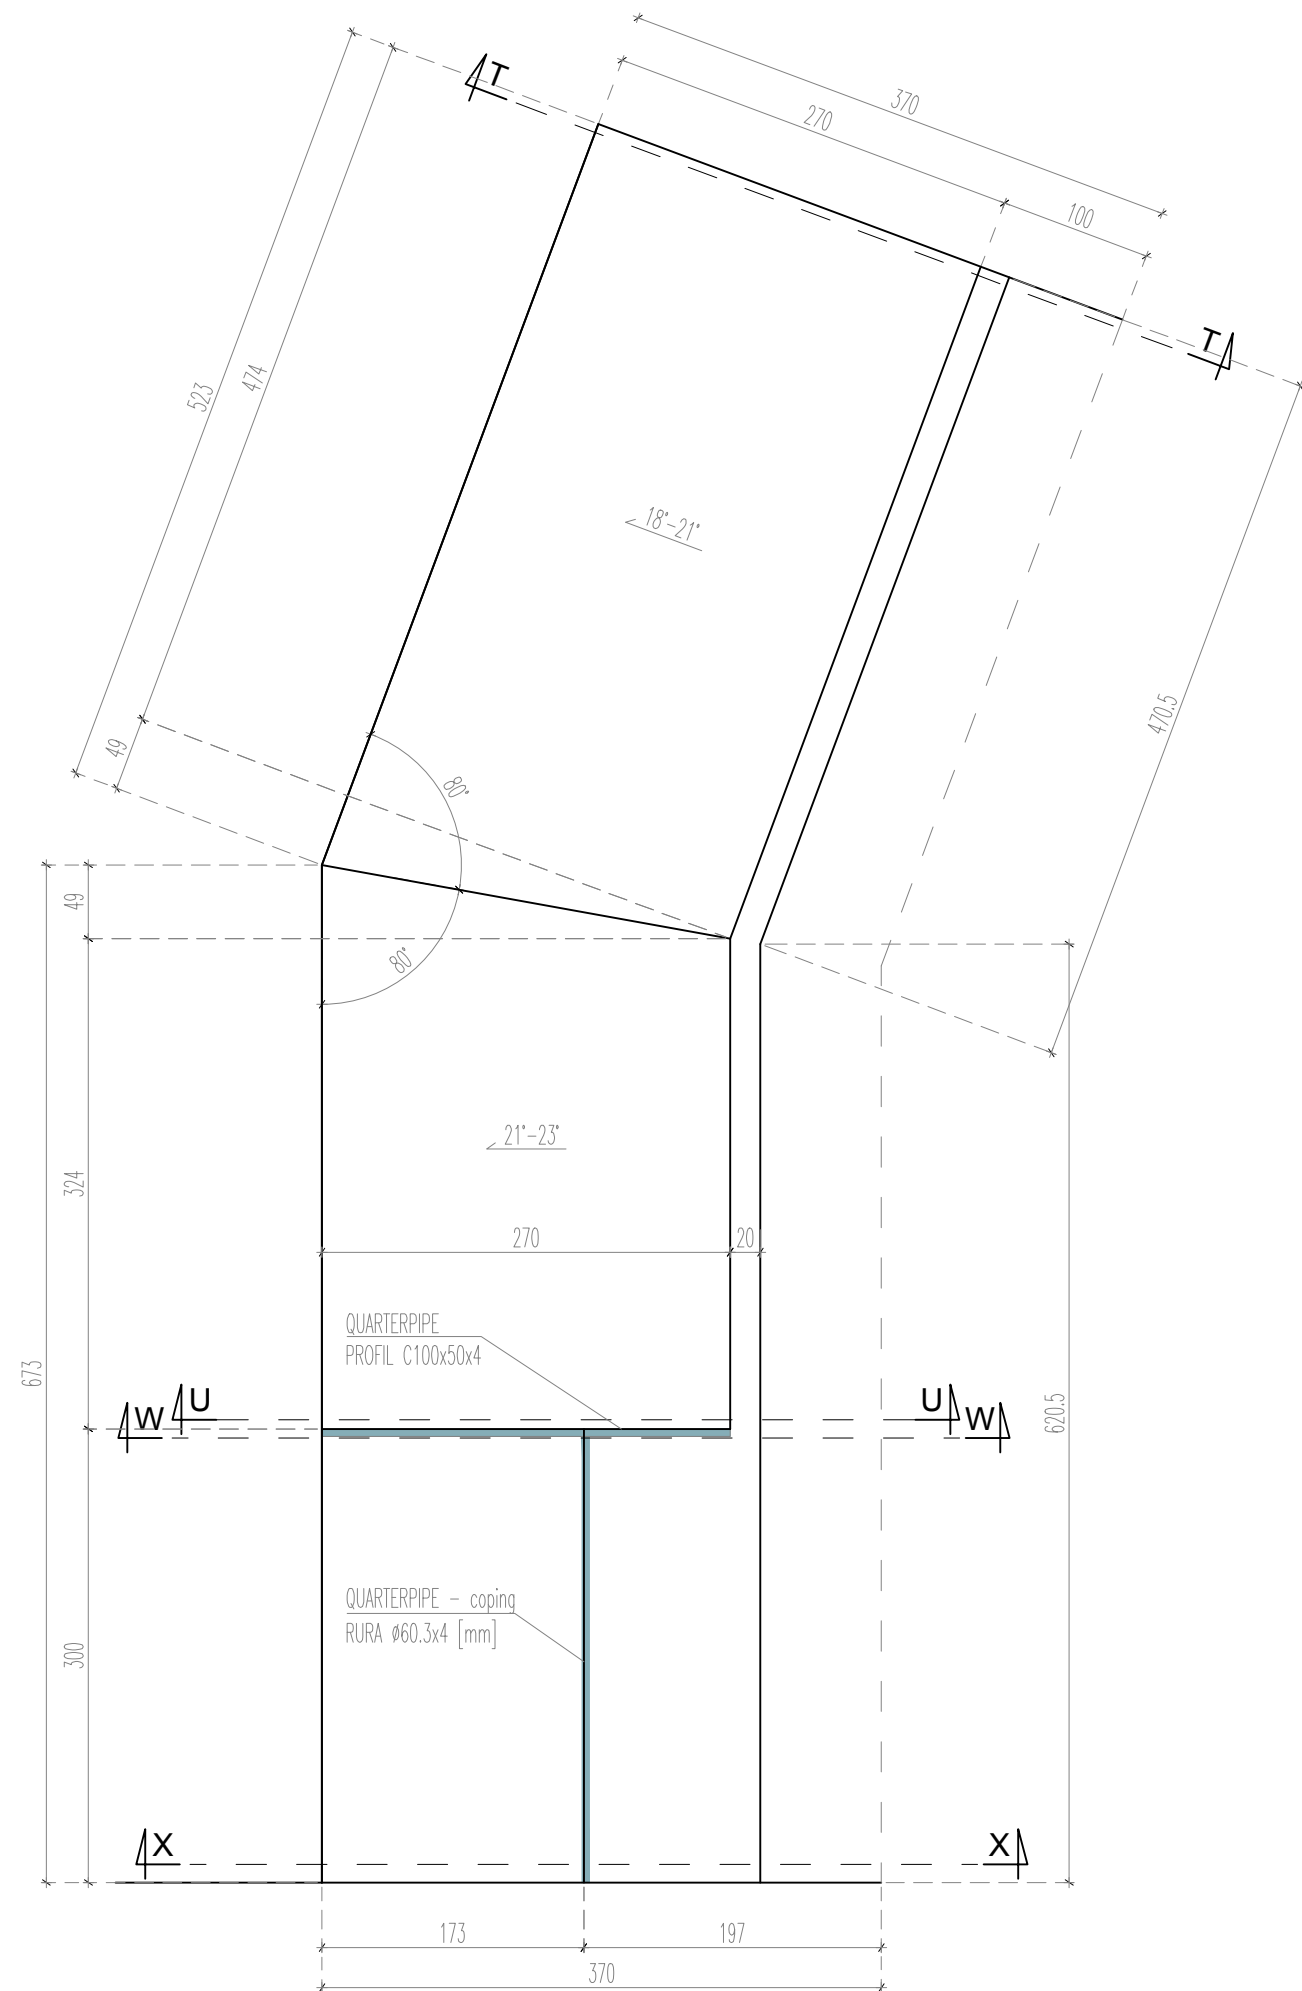 370
T
270
100
T
523
474
18°-21°
470.5
49
80°
49
80°
21°-23°
324
270
20
QUARTERPIPE
PROFIL C100x50x4
673
U
U
W
W
620.5
QUARTERPIPE - coping
RURA Ø60.3x4 [mm]
300
X
X
173
197
370